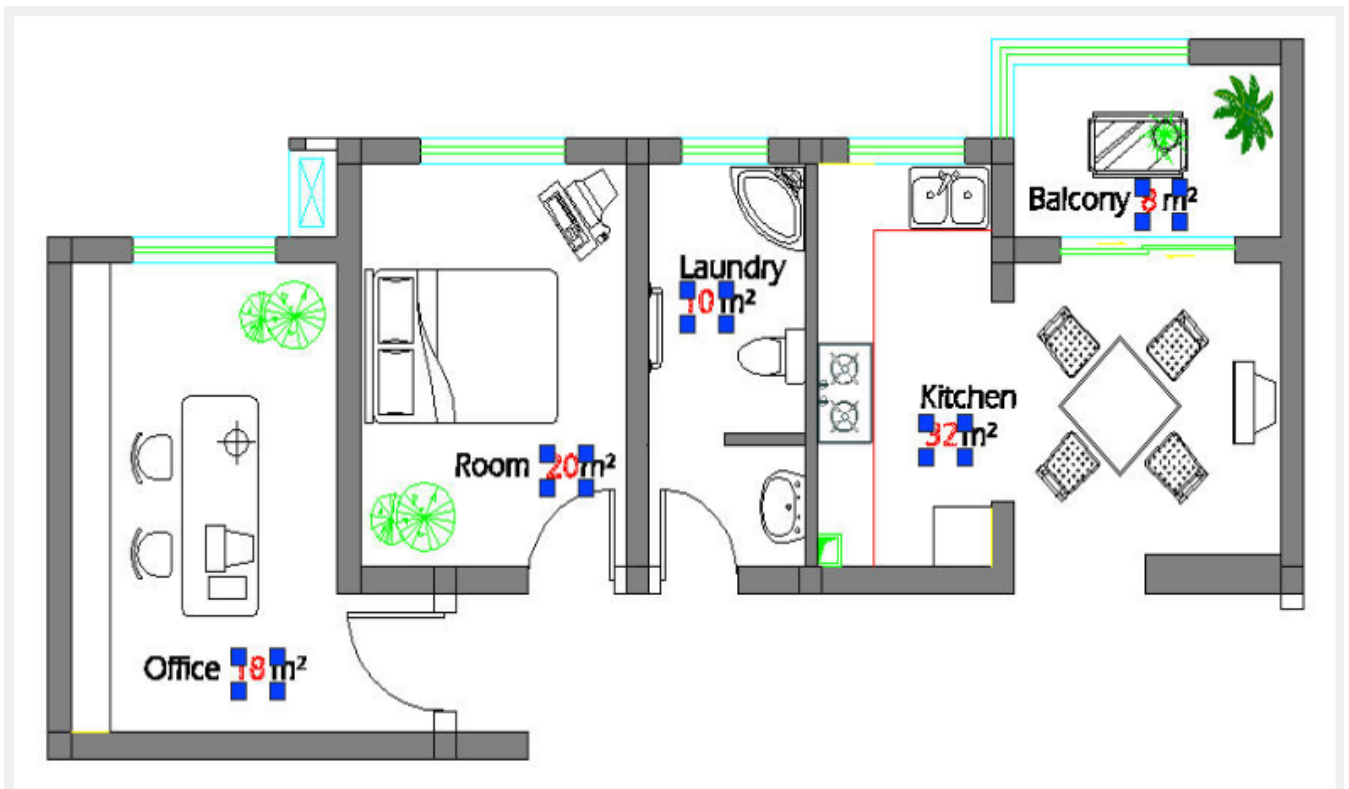 Balcony 8 m²
Laundry
10 m²
Kitchen
32 m²
Room 20 m²
Office 18 m²